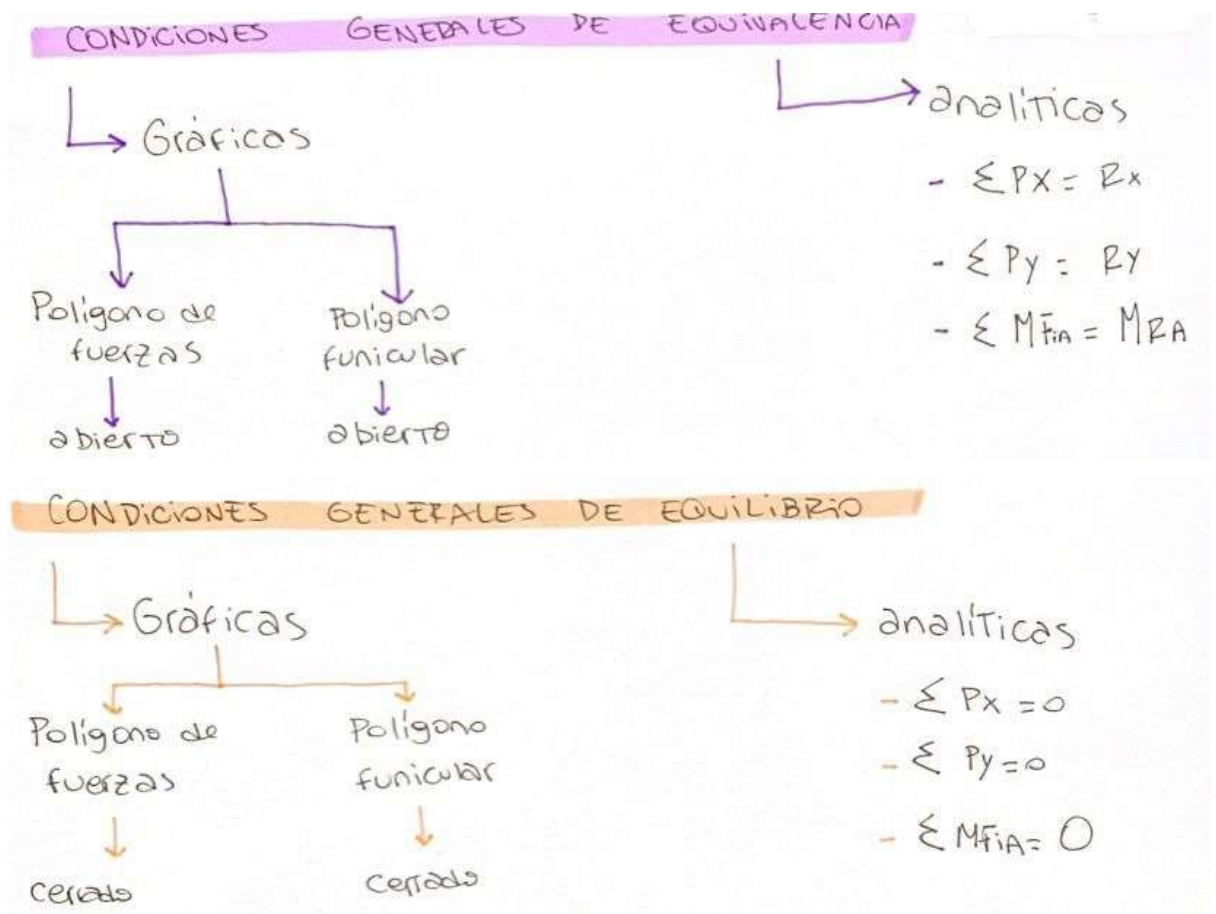 CONDICIONES GENERALES DE EQUIVALENCIA
Gráficas
Polígono de
fuerzas
abierto
Polígono
funicular
abierto
analíticas
- ΣPX = Rx
- ΣPy = RY
- ΣMFiA = MRA
CONDICIONES GENERALES DE EQUILIBRIO
Gráficas
Polígono de
fuerzas
cerrado
Polígono
funicular
cerrado
analíticas
- ΣPx = 0
- ΣPy = 0
- ΣMFiA = 0